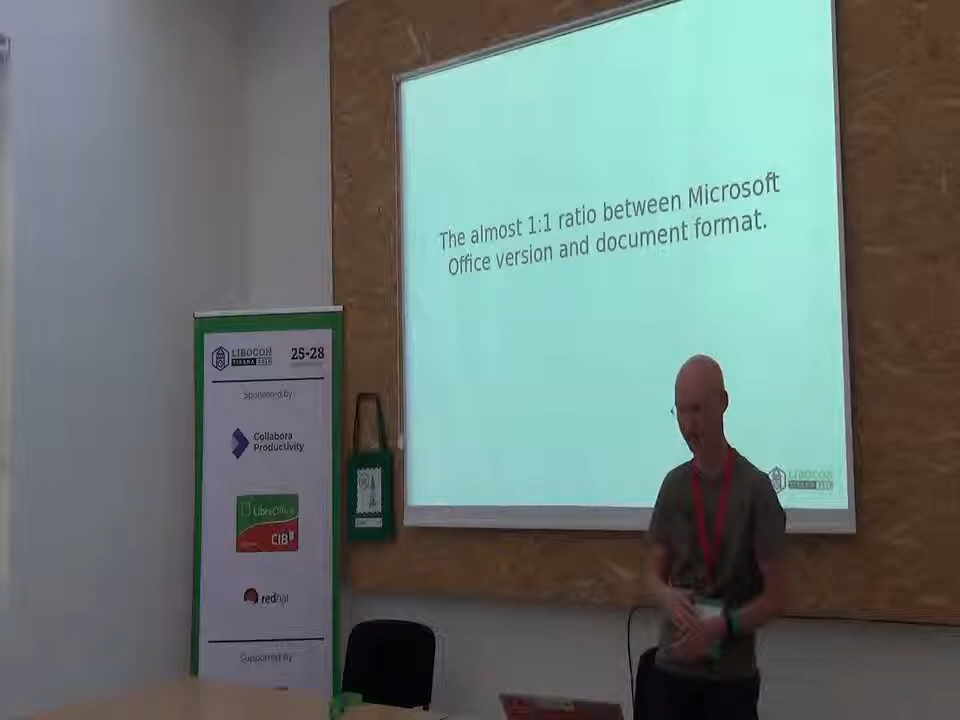 The almost 1:1 ratio between Microsoft
Office version and document format.
LIBOCON
LIBOCON
25-28
Sponsored by
Collabora
Productivity
LibreOffice
CIB
redhat
Supported by